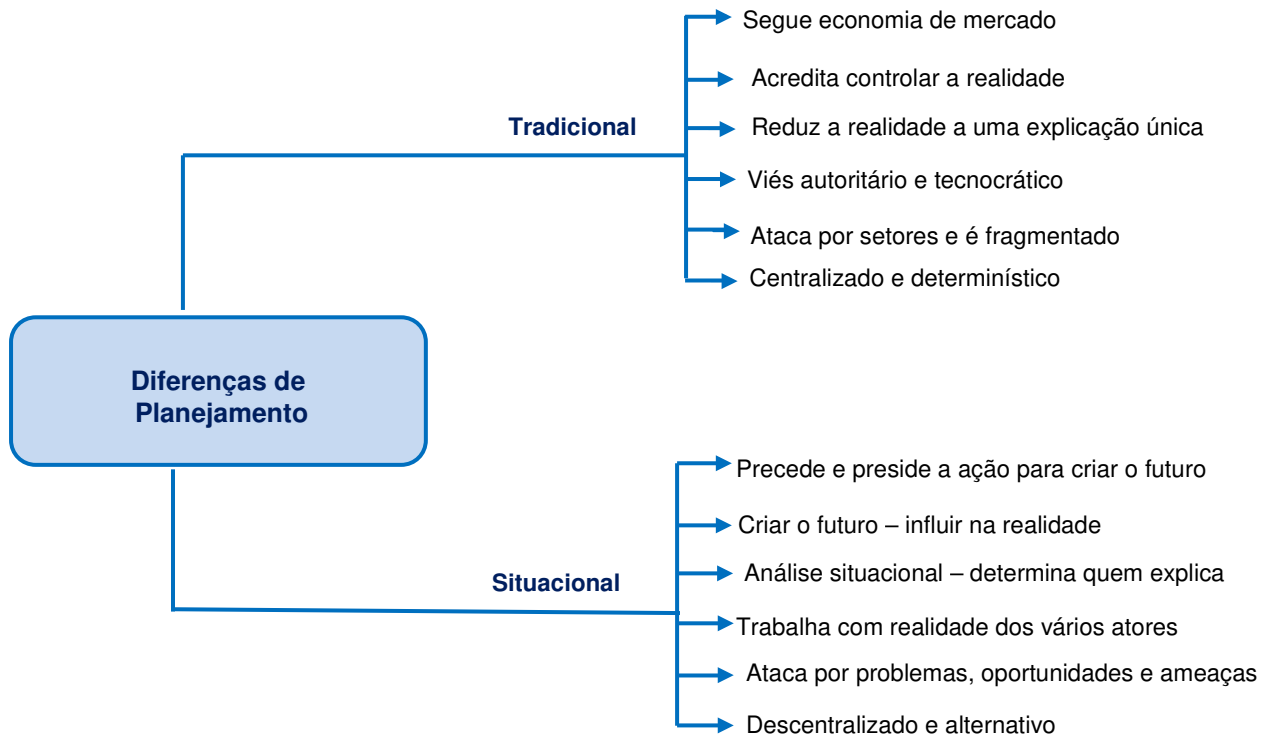 Segue economia de mercado
Acredita controlar a realidade
Tradicional
Reduz a realidade a uma explicação única
Viés autoritário e tecnocrático
Ataca por setores e é fragmentado
Centralizado e determinístico
Diferenças de
Planejamento
Precede e preside a ação para criar o futuro
Criar o futuro – influir na realidade
Situacional
Análise situacional – determina quem explica
Trabalha com realidade dos vários atores
Ataca por problemas, oportunidades e ameaças
Descentralizado e alternativo